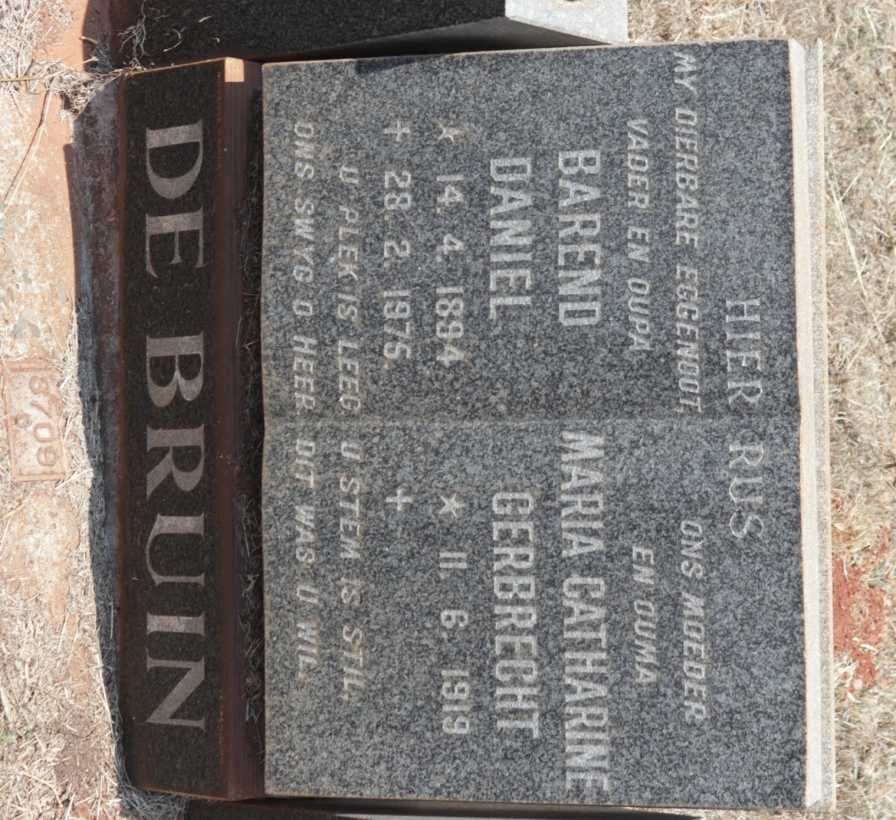 HIER RUS
MY DIERBARE EGGENOOT,
VADER EN OUPA
BAREND
DANIEL
★ 14. 4. 1894
✝ 28. 2. 1975.
ONS MOEDER
EN OUMA
MARIA CATHARINE
GERBRECHT
★ 11. 6. 1919
✝
U PLEK IS LEEG U STEM IS STIL,
ONS SWYG O HEER DIT WAS U WIL.
DE BRUIN
8709